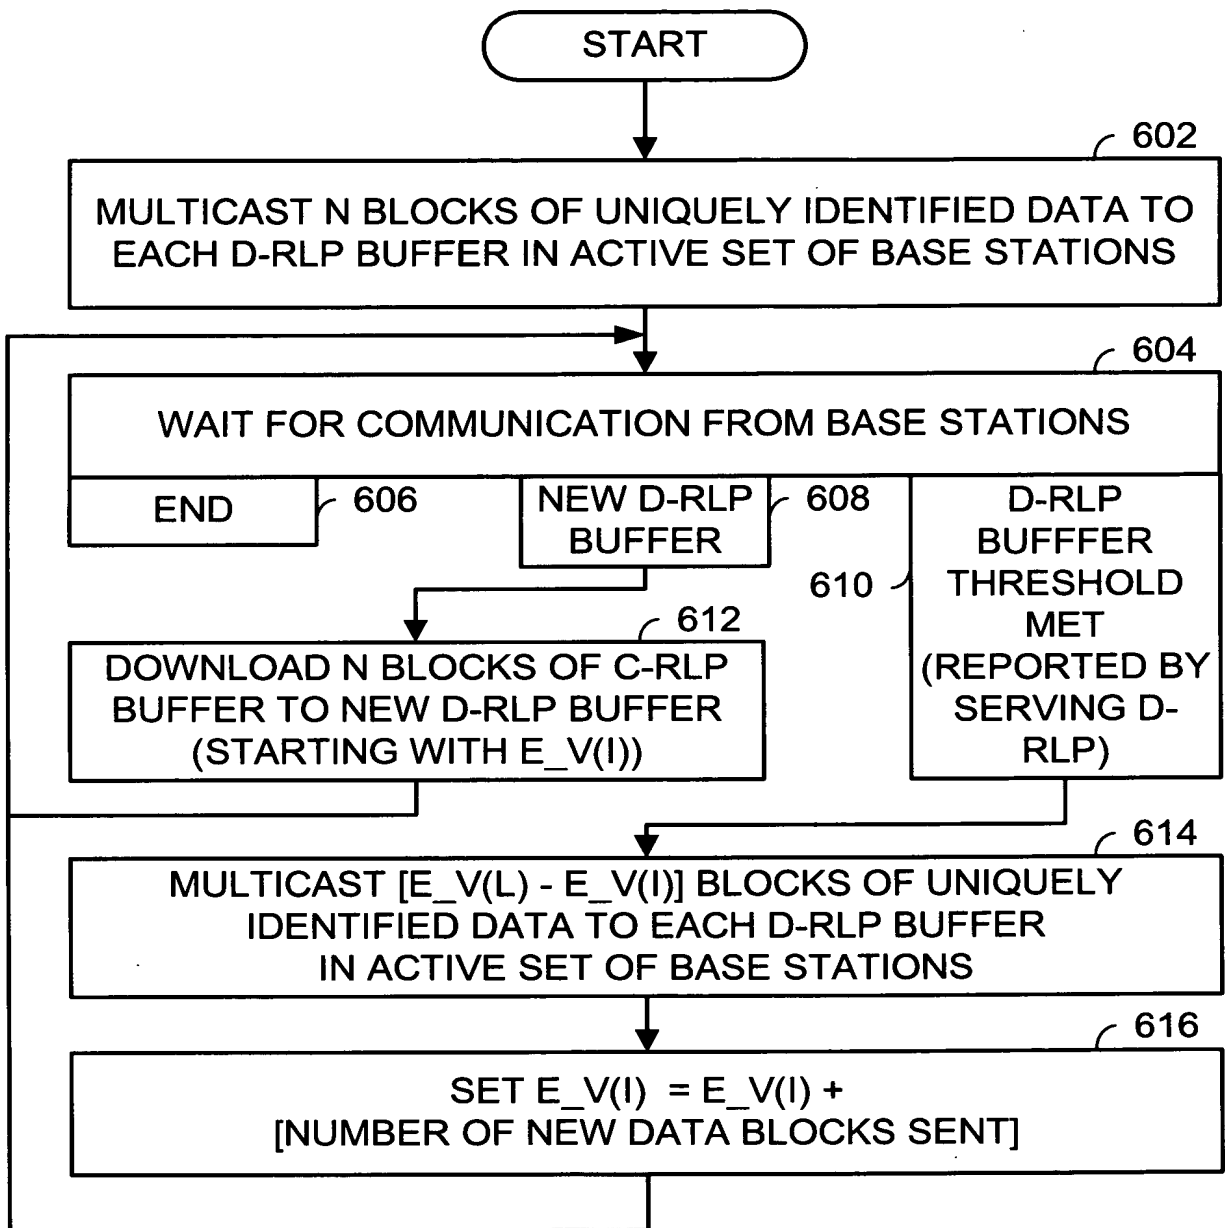 START
602
MULTICAST N BLOCKS OF UNIQUELY IDENTIFIED DATA TO
EACH D-RLP BUFFER IN ACTIVE SET OF BASE STATIONS
604
WAIT FOR COMMUNICATION FROM BASE STATIONS
END
606
NEW D-RLP
BUFFER
608
D-RLP
BUFFFER
THRESHOLD
MET
(REPORTED BY
SERVING D-
RLP)
610
612
DOWNLOAD N BLOCKS OF C-RLP
BUFFER TO NEW D-RLP BUFFER
(STARTING WITH E_V(I))
614
MULTICAST [E_V(L) - E_V(I)] BLOCKS OF UNIQUELY
IDENTIFIED DATA TO EACH D-RLP BUFFER
IN ACTIVE SET OF BASE STATIONS
616
SET E_V(I) = E_V(I) +
[NUMBER OF NEW DATA BLOCKS SENT]